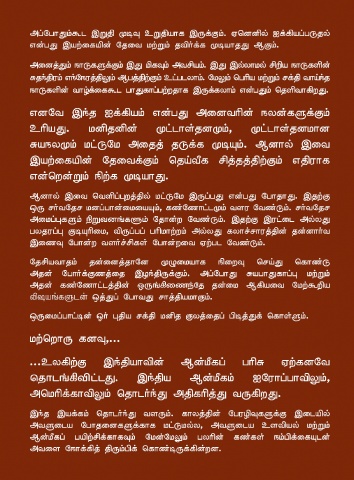 அப்போதும்கூட இறுதி முடிவு உறுதியாக இருக்கும். ஏனெனில் ஐக்கியப்படுதல்
என்பது இயற்கையின் தேவை மற்றும் தவிர்க்க முடியாதது ஆகும்.
அனைத்தும் நாடுகளுக்கும் இது மிகவும் அவசியம். இது இல்லாமல் சிறிய நாடுகளின்
சுதந்திரம் எந்நேரத்திலும் ஆபத்திற்கும் உட்படலாம். மேலும் பெரிய மற்றும் சக்தி வாய்ந்த
நாடுகளின் வாழ்க்கைகூட பாதுகாப்பற்றதாக இருக்கலாம் என்பதும் தெளிவாகிறது.
எனவே இந்த ஐக்கியம் என்பது அனைவரின் நலன்களுக்கும்
உரியது. மனிதனின் முட்டாள்தனமும், முட்டாள்தனமான
சுயநலமும் மட்டுமே அதைத் தடுக்க முடியும். ஆனால் இவை
இயற்கையின் தேவைக்கும் தெய்விக சித்தத்திற்கும் எதிராக
என்றென்றும் நிற்க முடியாது.
ஆனால் இவை வெளிப்புறத்தில் மட்டுமே இருப்பது என்பது போதாது. இதற்கு
ஒரு சர்வதேச மனப்பான்மையையும், கண்ணோட்டமும் வளர வேண்டும். சர்வதேச
அமைப்புகளும் நிறுவனங்களும் தோன்ற வேண்டும். இதற்கு இரட்டை அல்லது
பலதரப்பு குடியுரிமை, விருப்பப் பரிமாற்றம் அல்லது கலாச்சாரத்தின் தன்னார்வ
இணைவு போன்ற வளர்ச்சிகள் போன்றவை ஏற்பட வேண்டும்.
தேசியவாதம் தன்னைத்தானே முழுமையாக நிறைவு செய்து கொண்டு
அதன் போர்க்குணத்தை இழந்திருக்கும். அப்போது சுயபாதுகாப்பு மற்றும்
அதன் கண்ணோட்டத்தின் ஒருங்கிணைந்தே தன்மை ஆகியவை மேற்கூறிய
விஷயங்களுடன் ஒத்துப் போவது சாத்தியமாகும்.
ஒருமைப்பாட்டின் ஓர் புதிய சக்தி மனித குலத்தைப் பிடித்துக் கொள்ளும்.
மற்றொரு கனவு,...
...உலகிற்கு இந்தியாவின் ஆன்மீகப் பரிசு ஏற்கனவே
தொடங்கிவிட்டது. இந்திய ஆன்மீகம் ஐரோப்பாவிலும்,
அமெரிக்காவிலும் தொடர்ந்து அதிகரித்து வருகிறது.
இந்த இயக்கம் தொடர்ந்து வளரும். காலத்தின் பேரழிவுகளுக்கு இடையில்
அவளுடைய போதனைகளுக்காக மட்டுமல்ல, அவளுடைய உளவியல் மற்றும்
ஆன்மீகப் பயிற்சிக்காகவும் மேன்மேலும் பலரின் கண்கள் நம்பிக்கையுடன்
அவளை நோக்கித் திரும்பிக் கொண்டிருக்கின்றன.